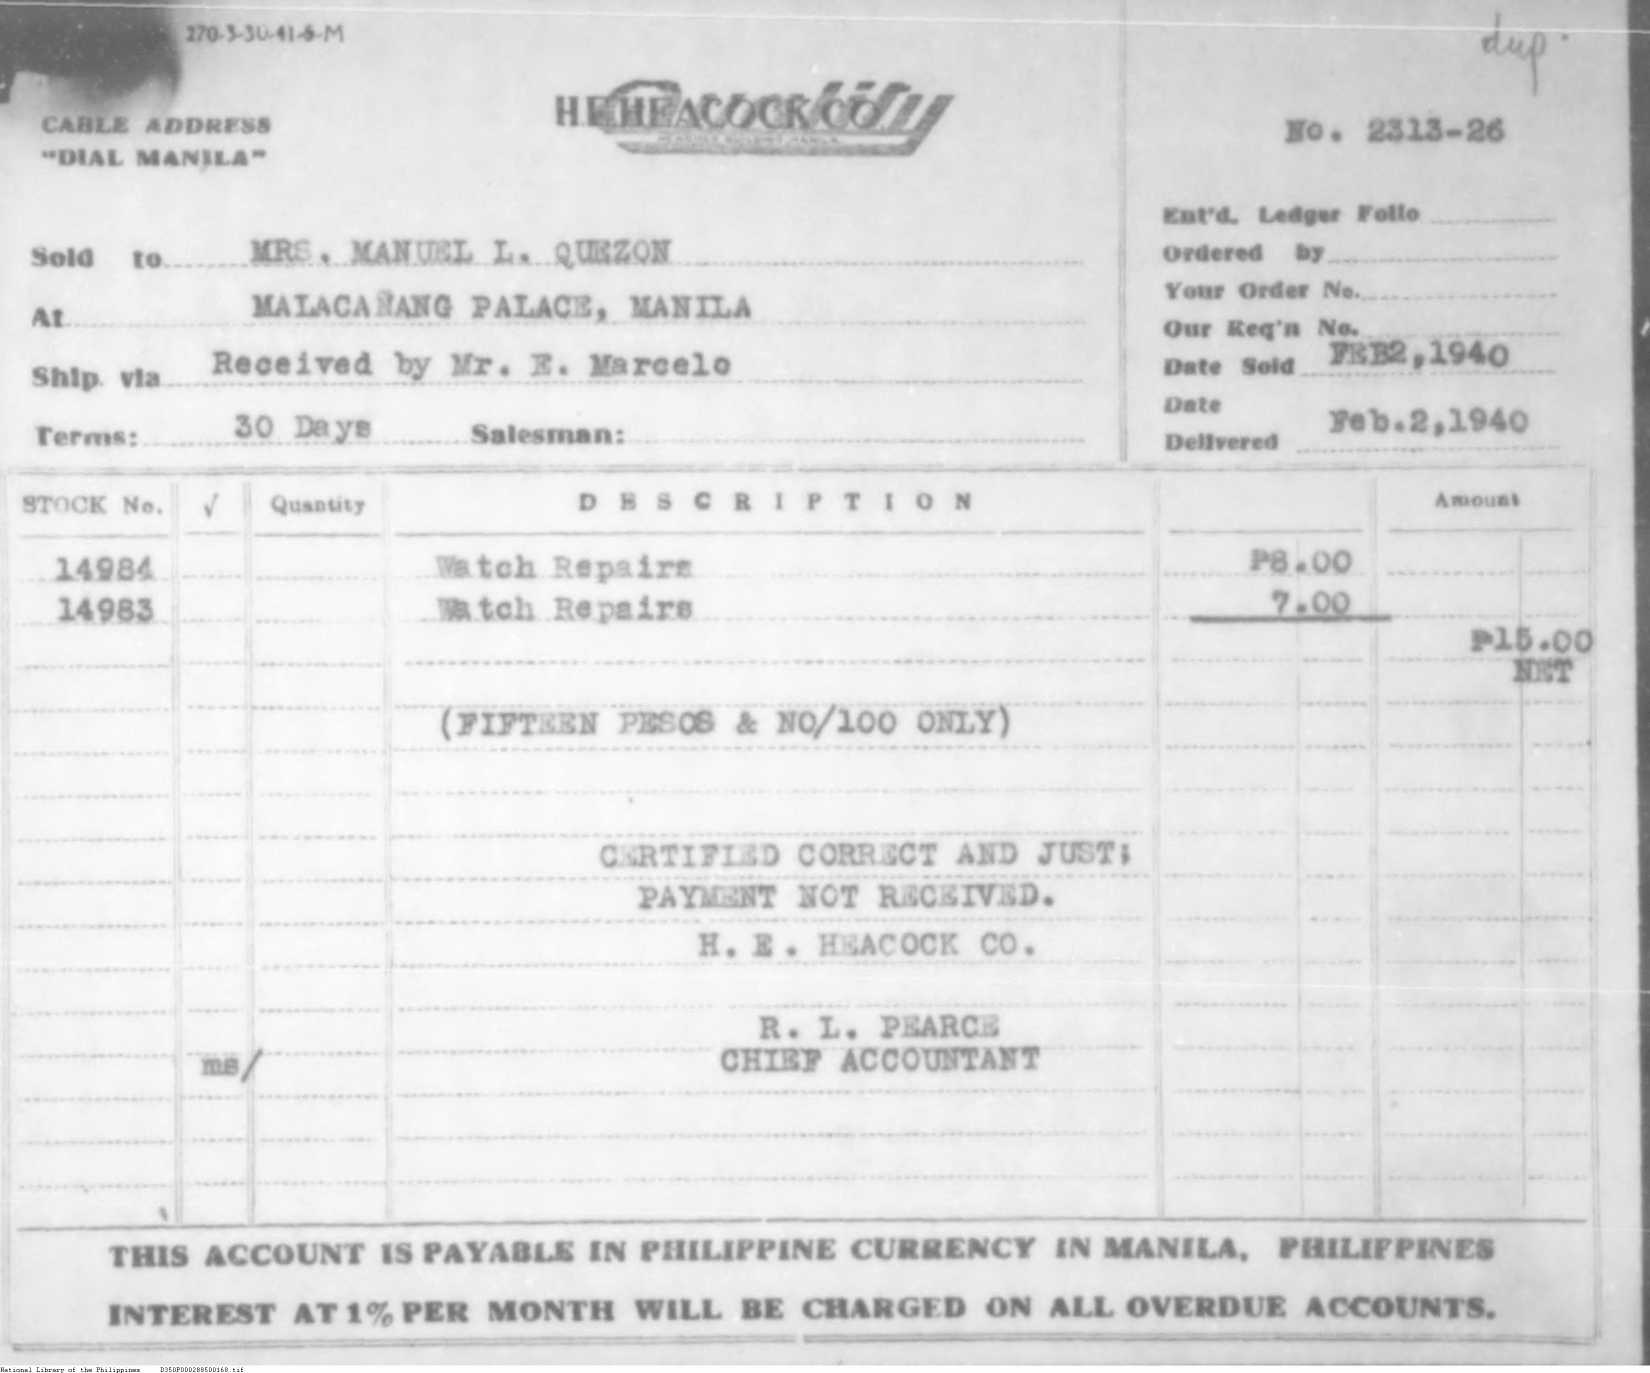 270-3-30-41-5-M
dup.
CABLE ADDRESS
"DIAL MANILA"
H.E. HEACOCK CO.
No. 2313-26
Ent'd. Ledger Folio
Ordered by
Your Order No.
Our Req'n No.
Date Sold FEB2,1940
Date
Delivered Feb.2,1940
Sold to MRS. MANUEL L. QUEZON
At MALACAÑANG PALACE, MANILA
Ship via Received by Mr. E. Marcelo
Terms: 30 Days Salesman:
STOCK No. √ Quantity DESCRIPTION Amount
14984 Watch Repairs ₱8.00
14983 Watch Repairs 7.00
₱15.00
NET
(FIFTEEN PESOS & NO/100 ONLY)
CERTIFIED CORRECT AND JUST;
PAYMENT NOT RECEIVED.
H. E. HEACOCK CO.
R. L. PEARCE
ms/ CHIEF ACCOUNTANT
THIS ACCOUNT IS PAYABLE IN PHILIPPINE CURRENCY IN MANILA, PHILIPPINES
INTEREST AT 1% PER MONTH WILL BE CHARGED ON ALL OVERDUE ACCOUNTS.
National Library of the Philippines D350P000288500168.tif